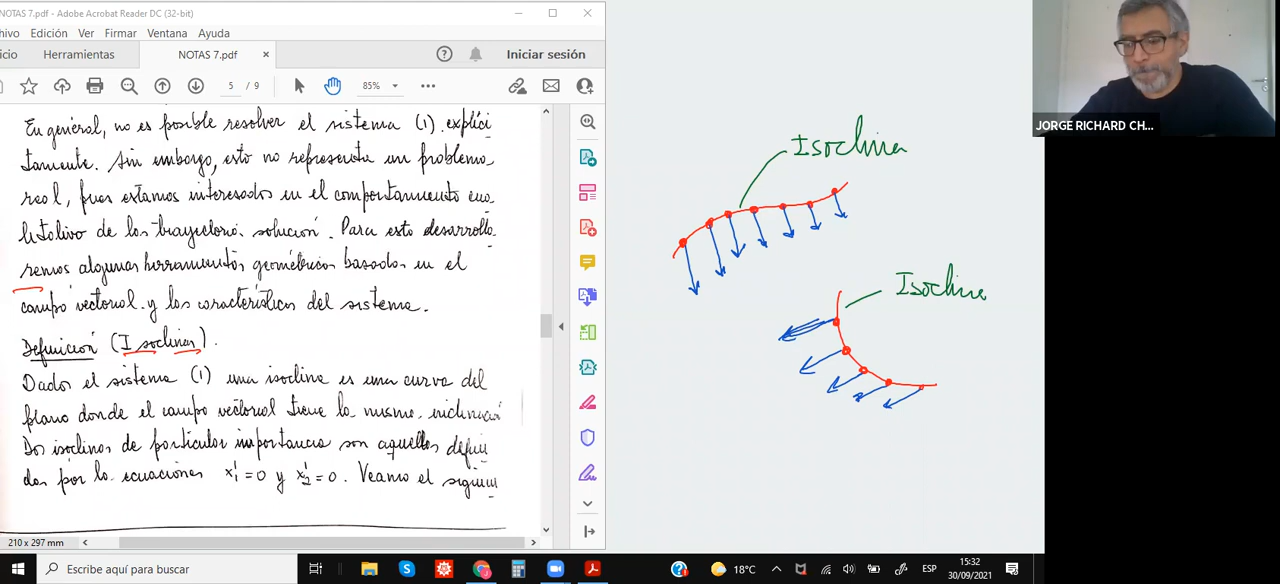 NOTAS 7.pdf - Adobe Acrobat Reader DC (32-bit)
hivo Edición Ver Firmar Ventana Ayuda
icio Herramientas NOTAS 7.pdf × Iniciar sesión
5 / 9 85%
En general, no es posible resolver el sistema (1) explíci
tamente. Sin embargo, esto no representa un problema
real, pues estamos interesados en el comportamiento cua
litativo de las trayectoria solución. Para esto desarrolla
remos algunas herramientas geométricas basados en el
campo vectorial y las características del sistema.
Definición (Isoclinas).
Dados el sistema (1) una isoclina es una curva del
plano donde el campo vectorial tiene la misma inclinació
Dos isoclinas de particular importancia son aquellas defini
das por la ecuaciones x₁'=0 y x₂'=0. Veamo el siguien
210 x 297 mm
Isoclina
Isoclina
JORGE RICHARD CH...
Escribe aquí para buscar
18°C ESP 15:32
30/09/2021